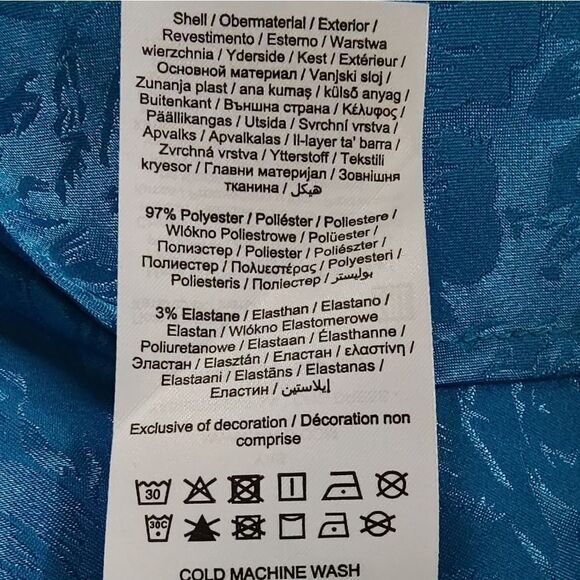 Shell / Obermaterial / Exterior /
Revestimento / Esterno / Warstwa
wierzchnia / Yderside / Kest / Extérieur /
Основной материал / Vanjski sloj /
Zunanja plast / ana kumaş / külső anyag /
Buitenkant / Външна страна / Κέλυφος /
Päällikangas / Utsida / Svrchní vrstva /
Apvalks / Apvalkalas / Il-layer ta' barra /
Zvrchná vrstva / Ytterstoff / Tekstili
kryesor / Главни материјал / Зовнішня
тканина / هيكل
97% Polyester / Poliéster / Poliestere /
Wlókno Poliestrowe / Polüester /
Полиэстер / Poliester / Poliészter /
Полиестер / Πολυεστέρας / Polyesteri /
Poliesteris / Поліестер / بوليستر
3% Elastane / Elasthan / Elastano /
Elastan / Wlókno Elastomerowe
Poliuretanowe / Elastaan / Élasthanne /
Эластан / Elasztán / Еластан / ελαστίνη /
Elastaani / Elastāns / Elastanas /
Еластин / إيلاستين
Exclusive of decoration / Décoration non
comprise
30
30C
COLD MACHINE WASH